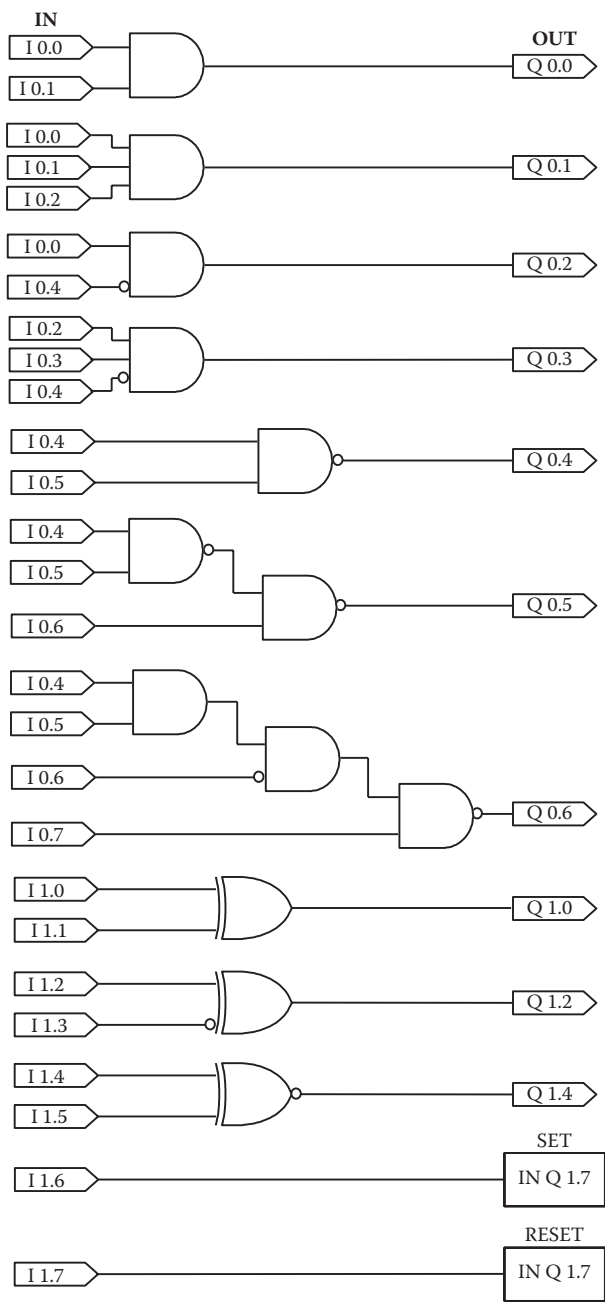 IN
OUT
I 0.0
Q 0.0
I 0.1
I 0.0
I 0.1
Q 0.1
I 0.2
I 0.0
Q 0.2
I 0.4
I 0.2
I 0.3
Q 0.3
I 0.4
I 0.4
Q 0.4
I 0.5
I 0.4
I 0.5
Q 0.5
I 0.6
I 0.4
I 0.5
I 0.6
Q 0.6
I 0.7
I 1.0
Q 1.0
I 1.1
I 1.2
Q 1.2
I 1.3
I 1.4
Q 1.4
I 1.5
SET
I 1.6
IN Q 1.7
RESET
I 1.7
IN Q 1.7